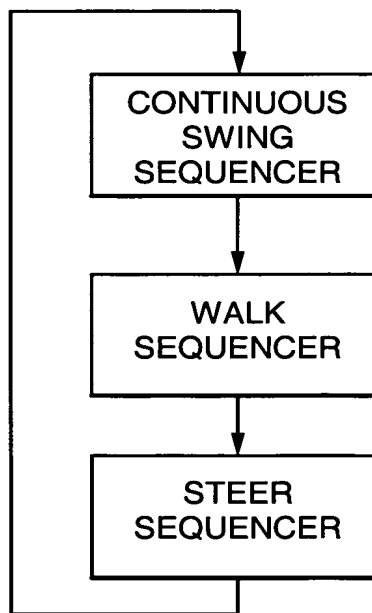 CONTINUOUS
SWING
SEQUENCER
WALK
SEQUENCER
STEER
SEQUENCER